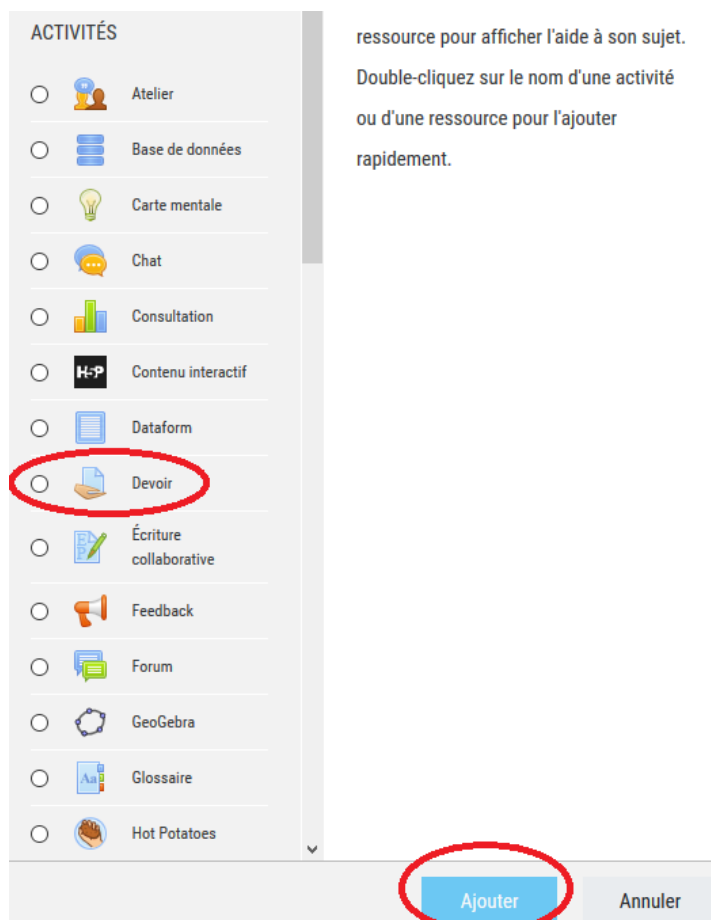 ACTIVITÉS
Atelier
Base de données
Carte mentale
Chat
Consultation
H5P Contenu interactif
Dataform
Devoir
Écriture
collaborative
Feedback
Forum
GeoGebra
Aa Glossaire
Hot Potatoes
ressource pour afficher l'aide à son sujet.
Double-cliquez sur le nom d'une activité
ou d'une ressource pour l'ajouter
rapidement.
Ajouter
Annuler